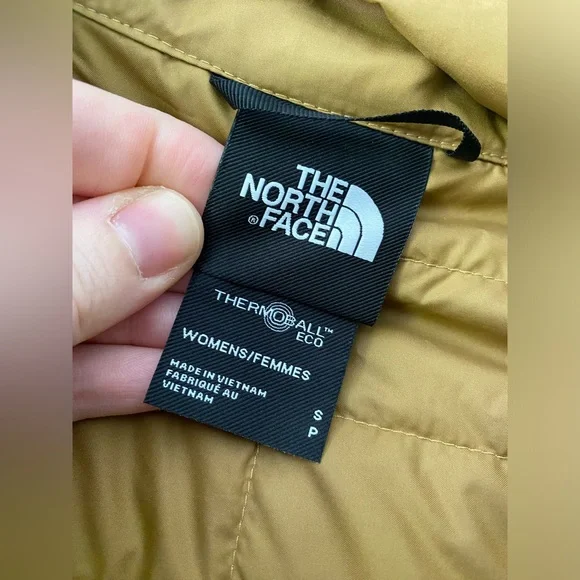 THE
NORTH
FACE
®
THERMOBALL™
ECO
WOMENS/FEMMES
MADE IN VIETNAM
FABRIQUÉ AU
VIETNAM
S
P